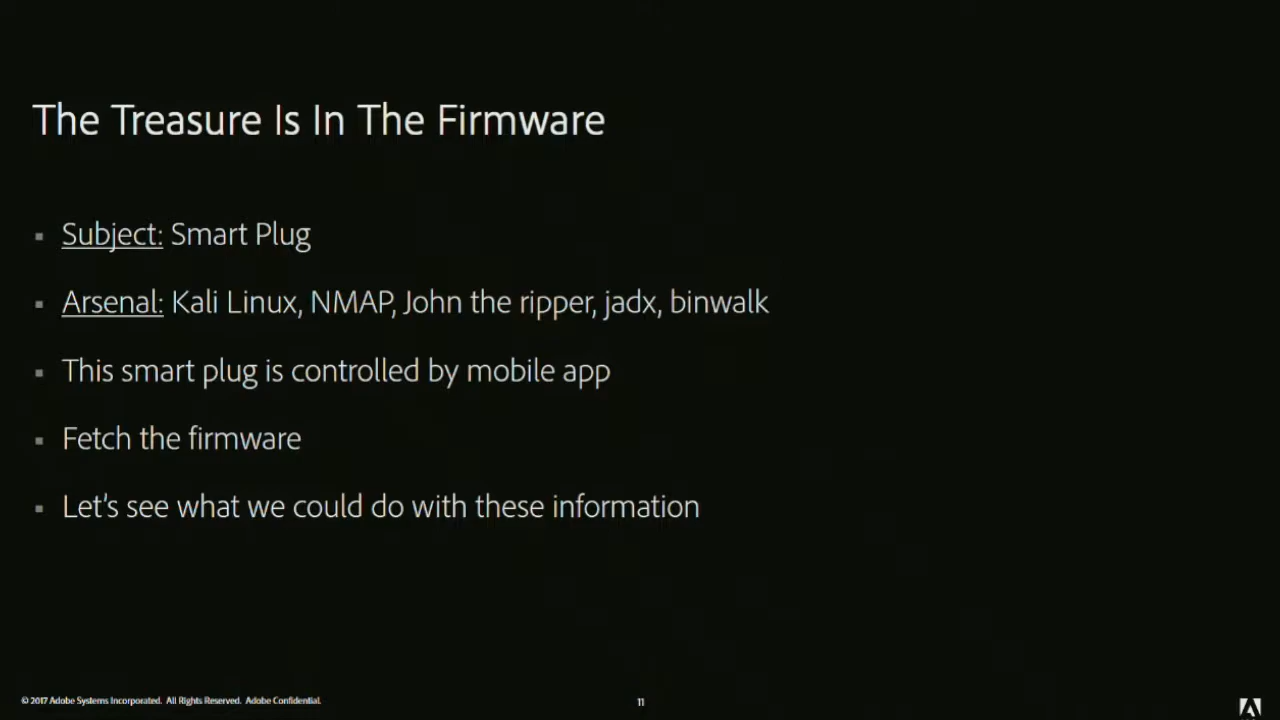 The Treasure Is In The Firmware
▪ Subject: Smart Plug
▪ Arsenal: Kali Linux, NMAP, John the ripper, jadx, binwalk
▪ This smart plug is controlled by mobile app
▪ Fetch the firmware
▪ Let's see what we could do with these information
© 2017 Adobe Systems Incorporated. All Rights Reserved. Adobe Confidential.
11